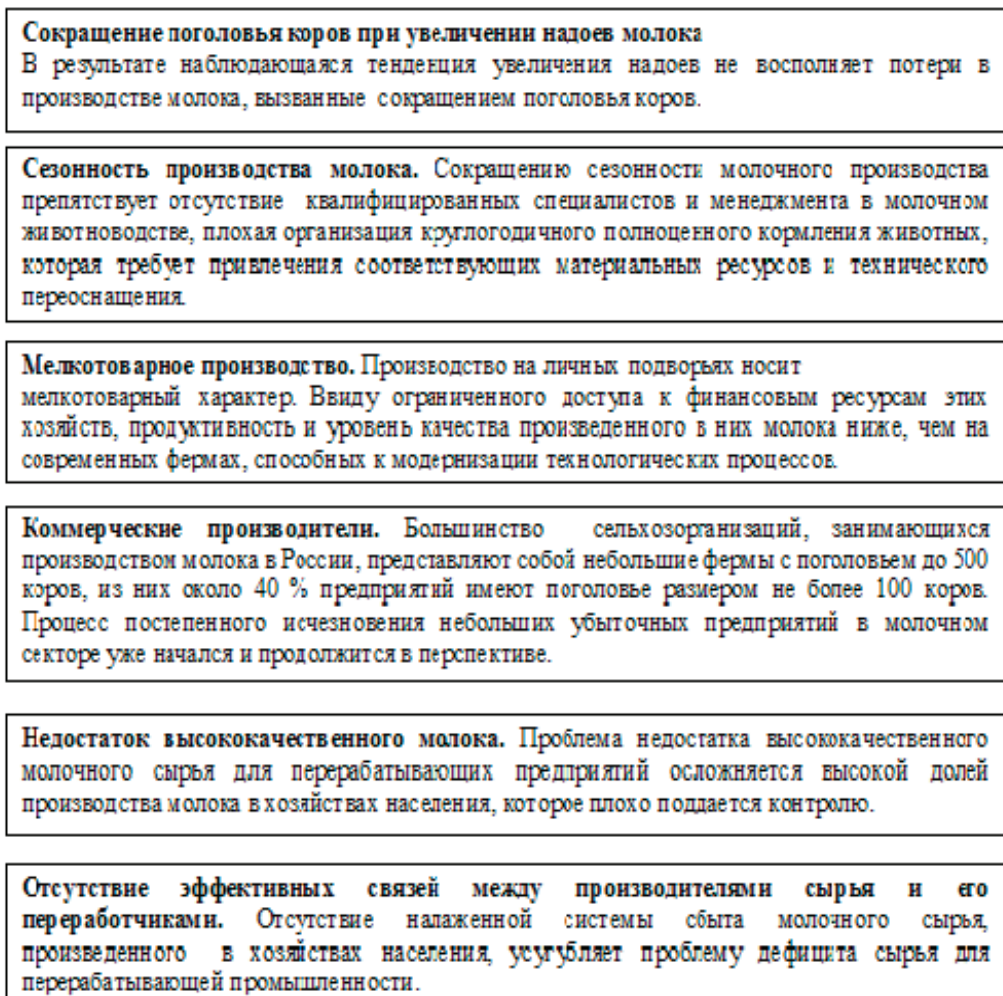 Сокращение поголовья коров при увеличении надоев молока
В результате наблюдающаяся тенденция увеличения надоев не восполняет потери в
производстве молока, вызванные сокращением поголовья коров.
Сезонность производства молока. Сокращению сезонности молочного производства
препятствует отсутствие квалифицированных специалистов и менеджмента в молочном
животноводстве, плохая организация круглогодичного полноценного кормления животных,
которая требует привлечения соответствующих материальных ресурсов и технического
переоснащения.
Мелкотоварное производство. Производство на личных подворьях носит
мелкотоварный характер. Ввиду ограниченного доступа к финансовым ресурсам этих
хозяйств, продуктивность и уровень качества произведенного в них молока ниже, чем на
современных фермах, способных к модернизации технологических процессов.
Коммерческие производители. Большинство сельхозорганизаций, занимающихся
производством молока в России, представляют собой небольшие фермы с поголовьем до 500
коров, из них около 40 % предприятий имеют поголовье размером не более 100 коров.
Процесс постепенного исчезновения небольших убыточных предприятий в молочном
секторе уже начался и продолжится в перспективе.
Недостаток высококачественного молока. Проблема недостатка высококачественного
молочного сырья для перерабатывающих предприятий осложняется высокой долей
производства молока в хозяйствах населения, которое плохо поддается контролю.
Отсутствие эффективных связей между производителями сырья и его
переработчиками. Отсутствие налаженной системы сбыта молочного сырья,
произведенного в хозяйствах населения, усугубляет проблему дефицита сырья для
перерабатывающей промышленности.